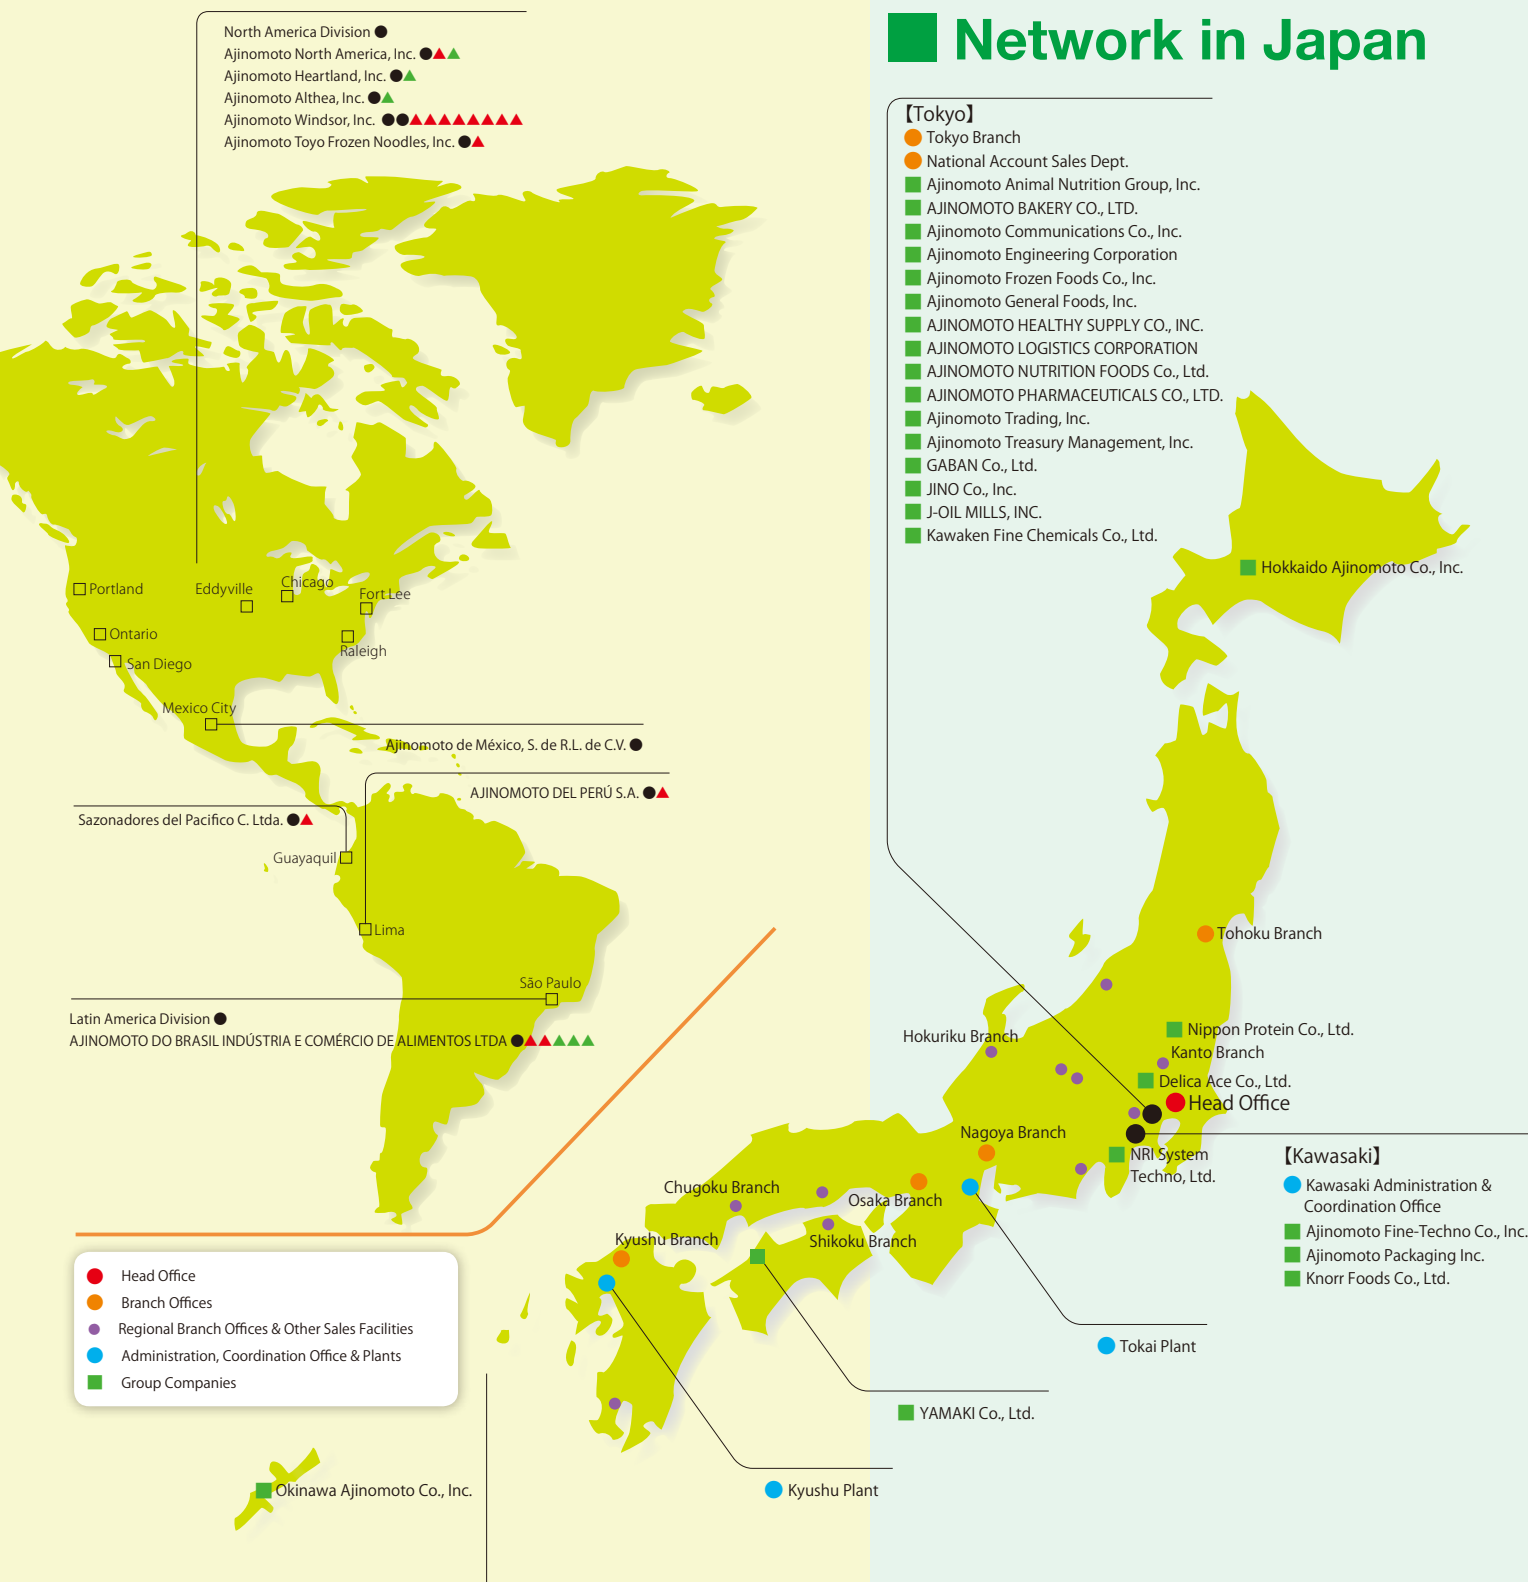 North America Division
Ajinomoto North America, Inc.
Ajinomoto Heartland, Inc.
Ajinomoto Althea, Inc.
Ajinomoto Windsor, Inc.
Ajinomoto Toyo Frozen Noodles, Inc.
Portland
Eddyville
Chicago
Fort Lee
Ontario
Raleigh
San Diego
Mexico City
Ajinomoto de México, S. de R.L. de C.V.
AJINOMOTO DEL PERÚ S.A.
Sazonadores del Pacifico C. Ltda.
Guayaquil
Lima
São Paulo
Latin America Division
AJINOMOTO DO BRASIL INDÚSTRIA E COMÉRCIO DE ALIMENTOS LTDA
Network in Japan
【Tokyo】
Tokyo Branch
National Account Sales Dept.
Ajinomoto Animal Nutrition Group, Inc.
AJINOMOTO BAKERY CO., LTD.
Ajinomoto Communications Co., Inc.
Ajinomoto Engineering Corporation
Ajinomoto Frozen Foods Co., Inc.
Ajinomoto General Foods, Inc.
AJINOMOTO HEALTHY SUPPLY CO., INC.
AJINOMOTO LOGISTICS CORPORATION
AJINOMOTO NUTRITION FOODS Co., Ltd.
AJINOMOTO PHARMACEUTICALS CO., LTD.
Ajinomoto Trading, Inc.
Ajinomoto Treasury Management, Inc.
GABAN Co., Ltd.
JINO Co., Inc.
J-OIL MILLS, INC.
Kawaken Fine Chemicals Co., Ltd.
Hokkaido Ajinomoto Co., Inc.
Tohoku Branch
Nippon Protein Co., Ltd.
Hokuriku Branch
Kanto Branch
Delica Ace Co., Ltd.
Head Office
Nagoya Branch
NRI System
Techno, Ltd.
【Kawasaki】
Kawasaki Administration &
Coordination Office
Ajinomoto Fine-Techno Co., Inc.
Ajinomoto Packaging Inc.
Knorr Foods Co., Ltd.
Chugoku Branch
Osaka Branch
Kyushu Branch
Shikoku Branch
Tokai Plant
YAMAKI Co., Ltd.
Kyushu Plant
Head Office
Branch Offices
Regional Branch Offices & Other Sales Facilities
Administration, Coordination Office & Plants
Group Companies
Okinawa Ajinomoto Co., Inc.